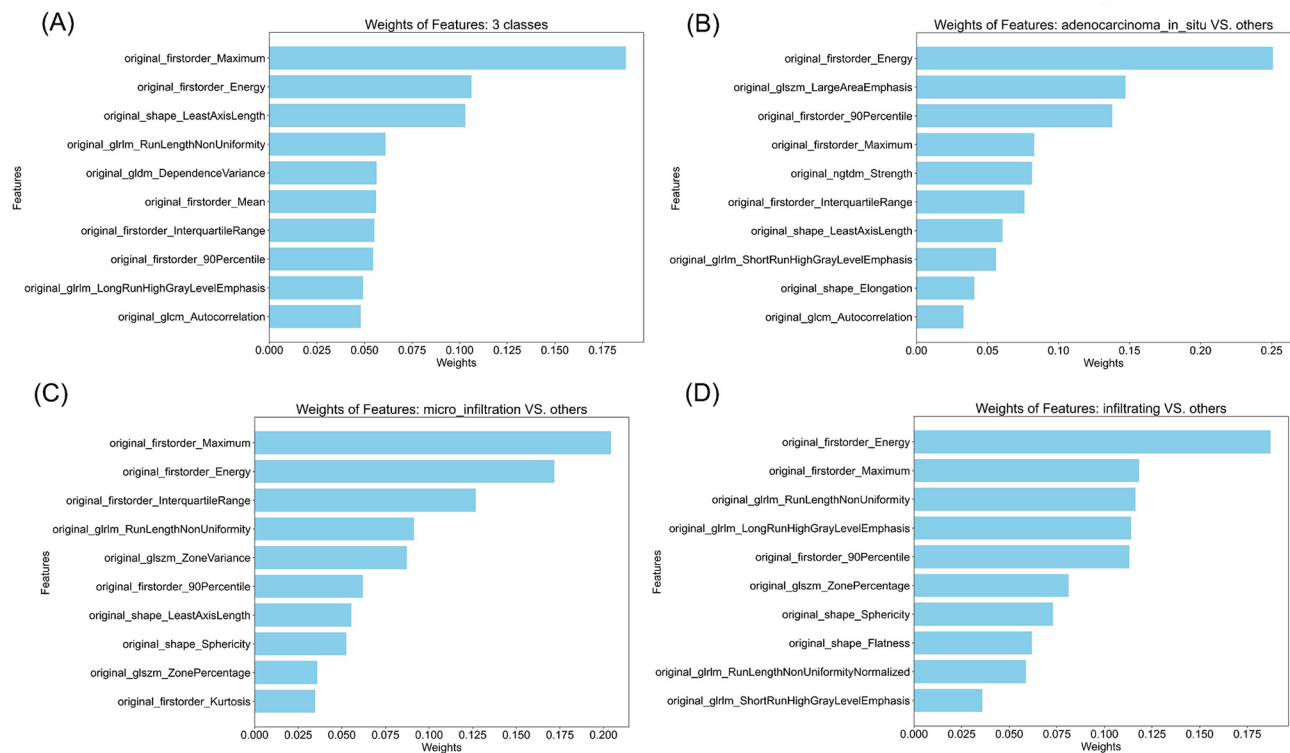 (A)
Weights of Features: 3 classes
Features
original_firstorder_Maximum
original_firstorder_Energy
original_shape_LeastAxisLength
original_glrlm_RunLengthNonUniformity
original_gldm_DependenceVariance
original_firstorder_Mean
original_firstorder_InterquartileRange
original_firstorder_90Percentile
original_glrlm_LongRunHighGrayLevelEmphasis
original_glcm_Autocorrelation
0.000 0.025 0.050 0.075 0.100 0.125 0.150 0.175
Weights
(B)
Weights of Features: adenocarcinoma_in_situ VS. others
Features
original_firstorder_Energy
original_glszm_LargeAreaEmphasis
original_firstorder_90Percentile
original_firstorder_Maximum
original_ngtdm_Strength
original_firstorder_InterquartileRange
original_shape_LeastAxisLength
original_glrlm_ShortRunHighGrayLevelEmphasis
original_shape_Elongation
original_glcm_Autocorrelation
0.00 0.05 0.10 0.15 0.20 0.25
Weights
(C)
Weights of Features: micro_infiltration VS. others
Features
original_firstorder_Maximum
original_firstorder_Energy
original_firstorder_InterquartileRange
original_glrlm_RunLengthNonUniformity
original_glszm_ZoneVariance
original_firstorder_90Percentile
original_shape_LeastAxisLength
original_shape_Sphericity
original_glszm_ZonePercentage
original_firstorder_Kurtosis
0.000 0.025 0.050 0.075 0.100 0.125 0.150 0.175 0.200
Weights
(D)
Weights of Features: infiltrating VS. others
Features
original_firstorder_Energy
original_firstorder_Maximum
original_glrlm_RunLengthNonUniformity
original_glrlm_LongRunHighGrayLevelEmphasis
original_firstorder_90Percentile
original_glszm_ZonePercentage
original_shape_Sphericity
original_shape_Flatness
original_glrlm_RunLengthNonUniformityNormalized
original_glrlm_ShortRunHighGrayLevelEmphasis
0.000 0.025 0.050 0.075 0.100 0.125 0.150 0.175
Weights